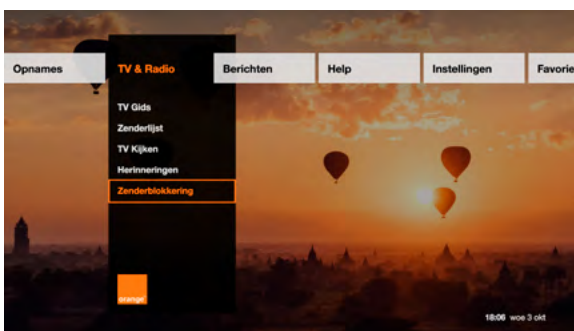 Opnames TV & Radio Berichten Help Instellingen Favorie
TV Gids
Zenderlijst
TV Kijken
Herinneringen
Zenderblokkering
orange
18:06 woe 3 okt